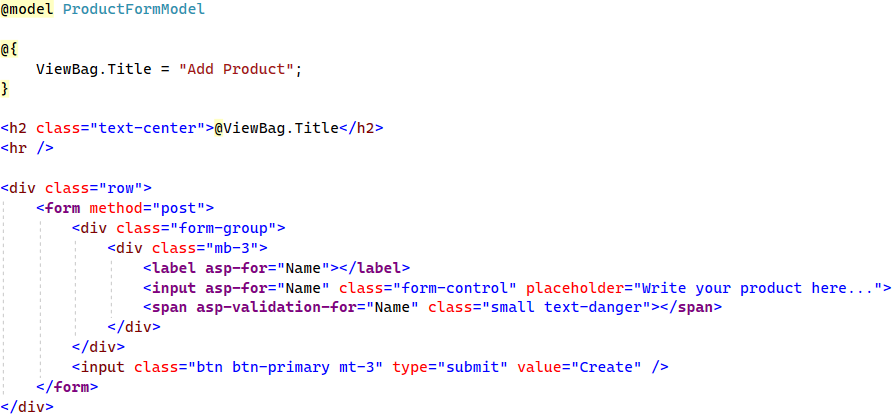 @model ProductFormModel
@{
ViewBag.Title = "Add Product";
}
<h2 class="text-center">@ViewBag.Title</h2>
<hr />
<div class="row">
<form method="post">
<div class="form-group">
<div class="mb-3">
<label asp-for="Name"></label>
<input asp-for="Name" class="form-control" placeholder="Write your product here...">
<span asp-validation-for="Name" class="small text-danger"></span>
</div>
</div>
<input class="btn btn-primary mt-3" type="submit" value="Create" />
</form>
</div>